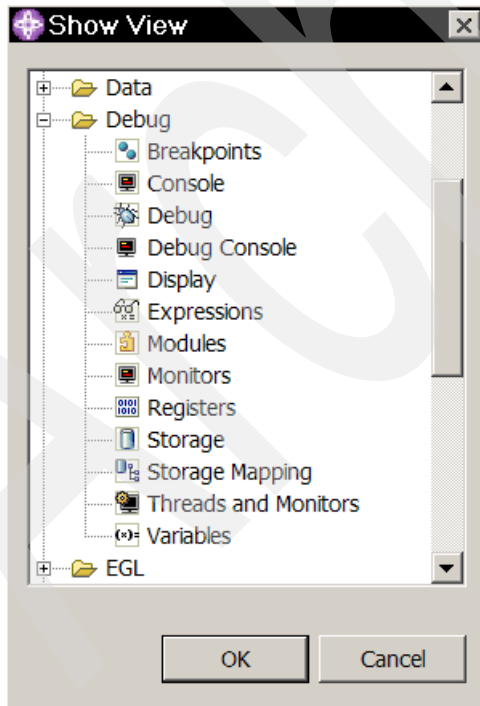 Show View
Data
Debug
Breakpoints
Console
Debug
Debug Console
Display
Expressions
Modules
Monitors
Registers
Storage
Storage Mapping
Threads and Monitors
Variables
EGL
OK
Cancel